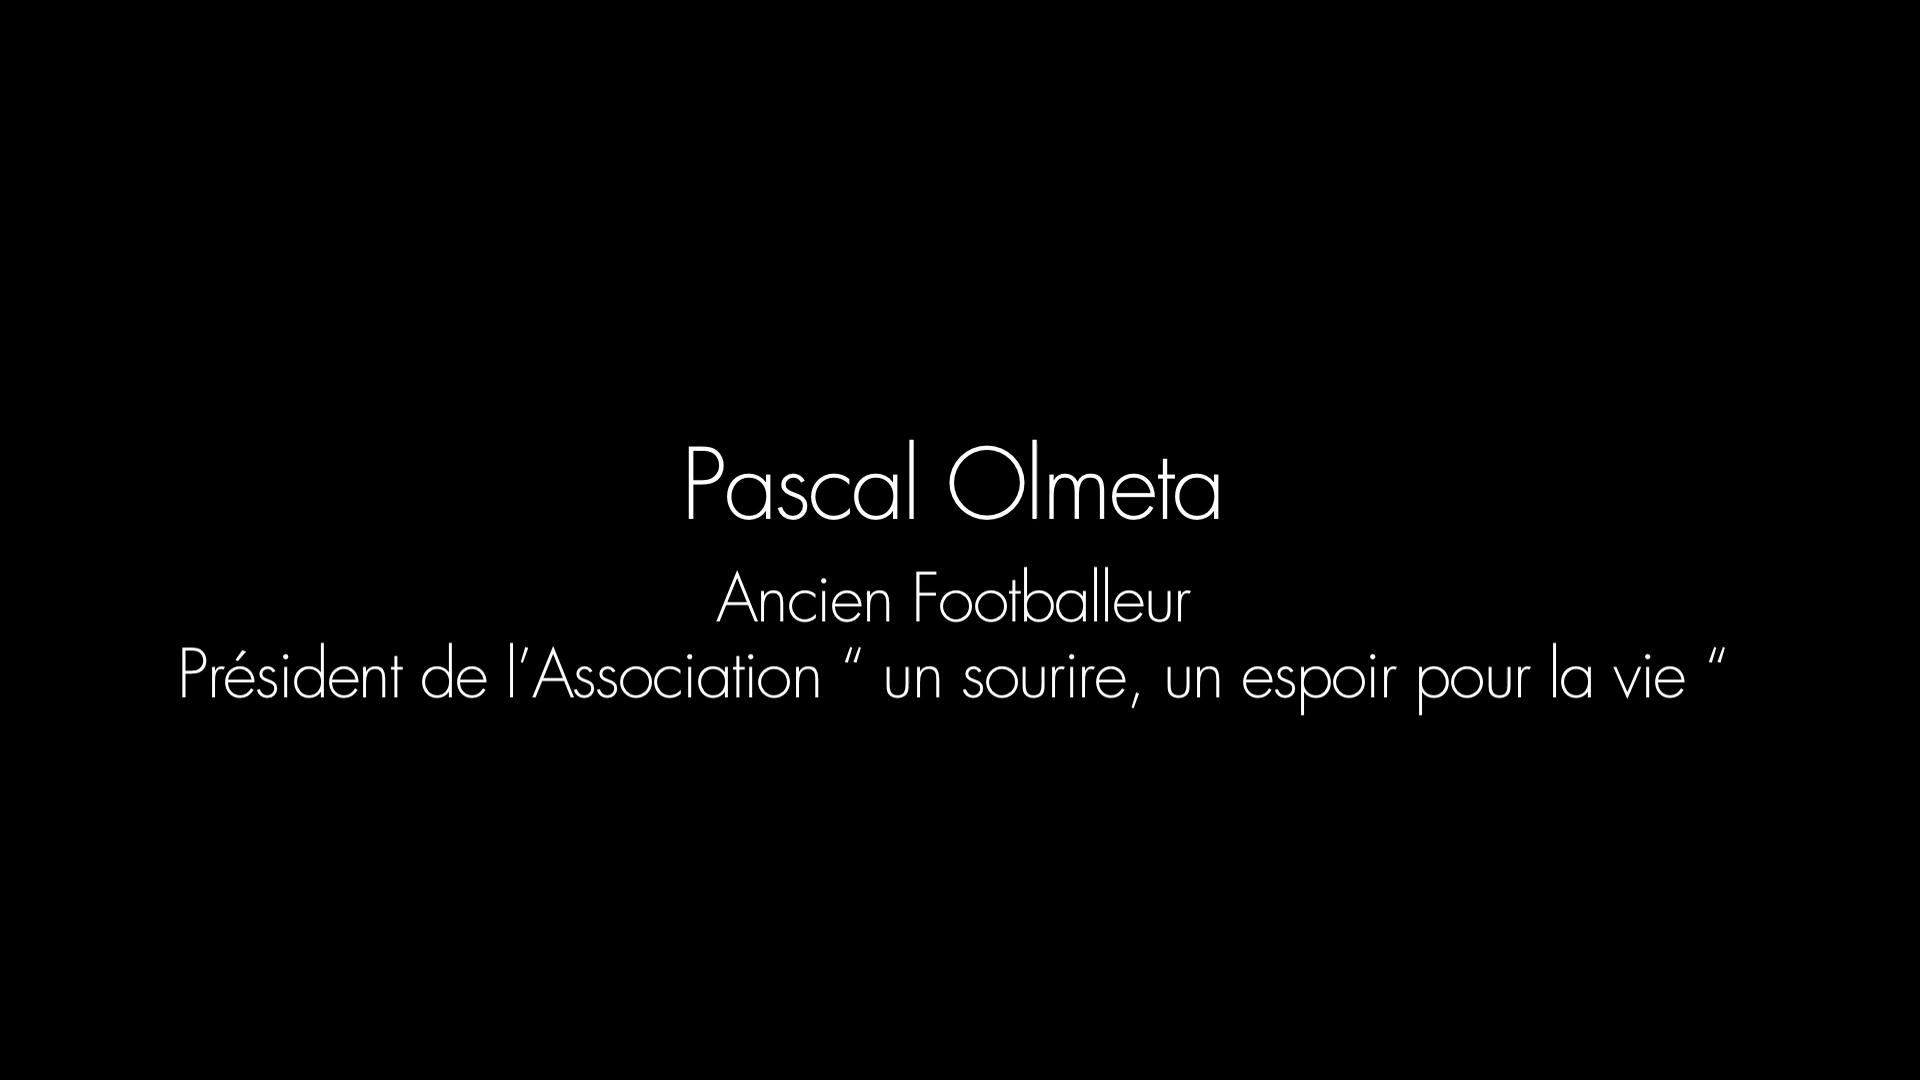 Pascal Olmeta
Ancien Footballeur
Président de l’Association “ un sourire, un espoir pour la vie “